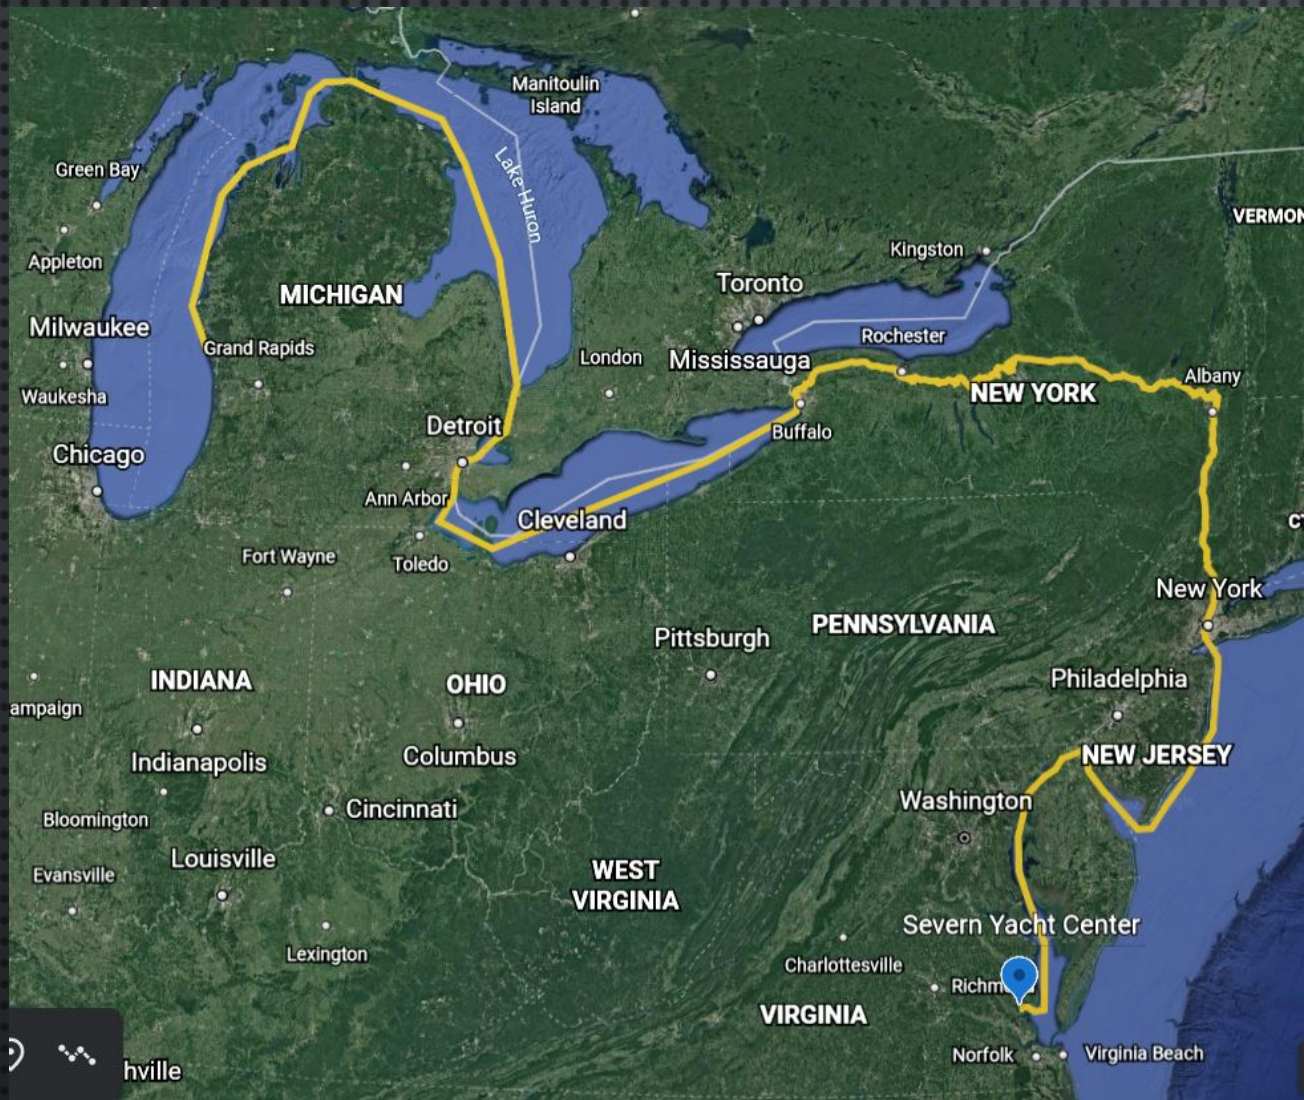 Manitoulin
Island
Green Bay
Lake Huron
VERMON
Kingston
Appleton
Toronto
MICHIGAN
Milwaukee
Rochester
Grand Rapids
London
Mississauga
Albany
Waukesha
NEW YORK
Detroit
Buffalo
Chicago
Ann Arbor
Cleveland
Fort Wayne
Toledo
New York
Pittsburgh
PENNSYLVANIA
INDIANA
OHIO
Philadelphia
ampaign
Indianapolis
Columbus
NEW JERSEY
Washington
Cincinnati
Bloomington
Louisville
Evansville
WEST
VIRGINIA
Severn Yacht Center
Lexington
Charlottesville
Richm
VIRGINIA
Norfolk
Virginia Beach
hville